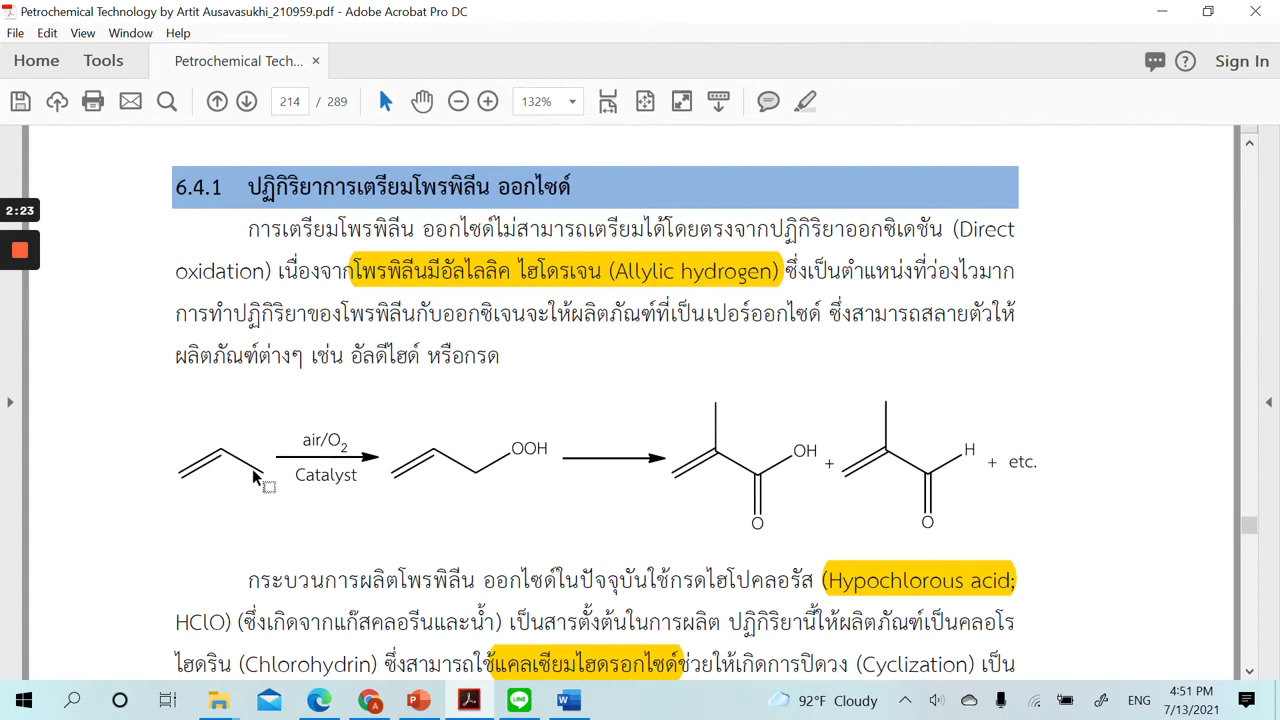 Petrochemical Technology by Artit Ausavasukhi_210959.pdf - Adobe Acrobat Pro DC
File Edit View Window Help
Home Tools Petrochemical Tech... × Sign In
214 / 289 132%
6.4.1 ปฏิกิริยาการเตรียมโพรพิลีน ออกไซด์
การเตรียมโพรพิลีน ออกไซด์ไม่สามารถเตรียมได้โดยตรงจากปฏิกิริยาออกซิเดชัน (Direct
oxidation) เนื่องจากโพรพิลีนมีอัลไลลิค ไฮโดรเจน (Allylic hydrogen) ซึ่งเป็นตำแหน่งที่ว่องไวมาก
การทำปฏิกิริยาของโพรพิลีนกับออกซิเจนจะให้ผลิตภัณฑ์ที่เป็นเปอร์ออกไซด์ ซึ่งสามารถสลายตัวให้
ผลิตภัณฑ์ต่างๆ เช่น อัลดีไฮด์ หรือกรด
air/O2
Catalyst
OOH
OH
O
+
H
O
+ etc.
กระบวนการผลิตโพรพิลีน ออกไซด์ในปัจจุบันใช้กรดไฮโปคลอรัส (Hypochlorous acid;
HClO) (ซึ่งเกิดจากแก๊สคลอรีนและน้ำ) เป็นสารตั้งต้นในการผลิต ปฏิกิริยานี้ให้ผลิตภัณฑ์เป็นคลอโร
ไฮดริน (Chlorohydrin) ซึ่งสามารถใช้แคลเซียมไฮดรอกไซด์ช่วยให้เกิดการปิดวง (Cyclization) เป็น
2:23
92°F Cloudy ENG 4:51 PM
7/13/2021